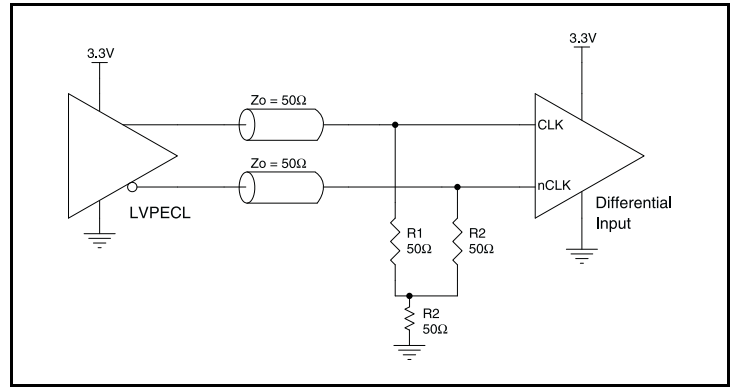 3.3V
3.3V
Zo = 50Ω
CLK
Zo = 50Ω
nCLK
LVPECL
Differential
Input
R1
50Ω
R2
50Ω
R2
50Ω